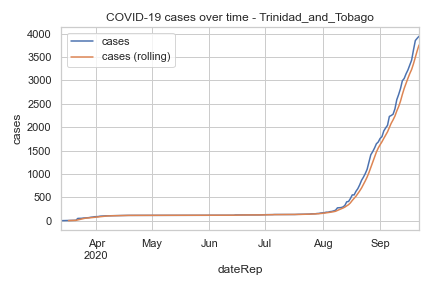 COVID-19 cases over time - Trinidad_and_Tobago
cases
cases (rolling)
4000
3500
3000
2500
2000
1500
1000
500
0
cases
Apr
2020
May
Jun
Jul
Aug
Sep
dateRep